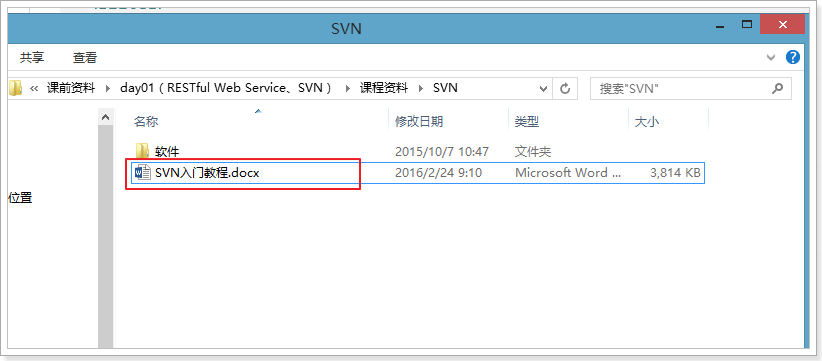 SVN
共享 查看
« 课前资料 ▸ day01 ( RESTful Web Service、SVN ) ▸ 课程资料 ▸ SVN 搜索"SVN"
名称 修改日期 类型 大小
软件 2015/10/7 10:47 文件夹
SVN入门教程.docx 2016/2/24 9:10 Microsoft Word ... 3,814 KB
位置